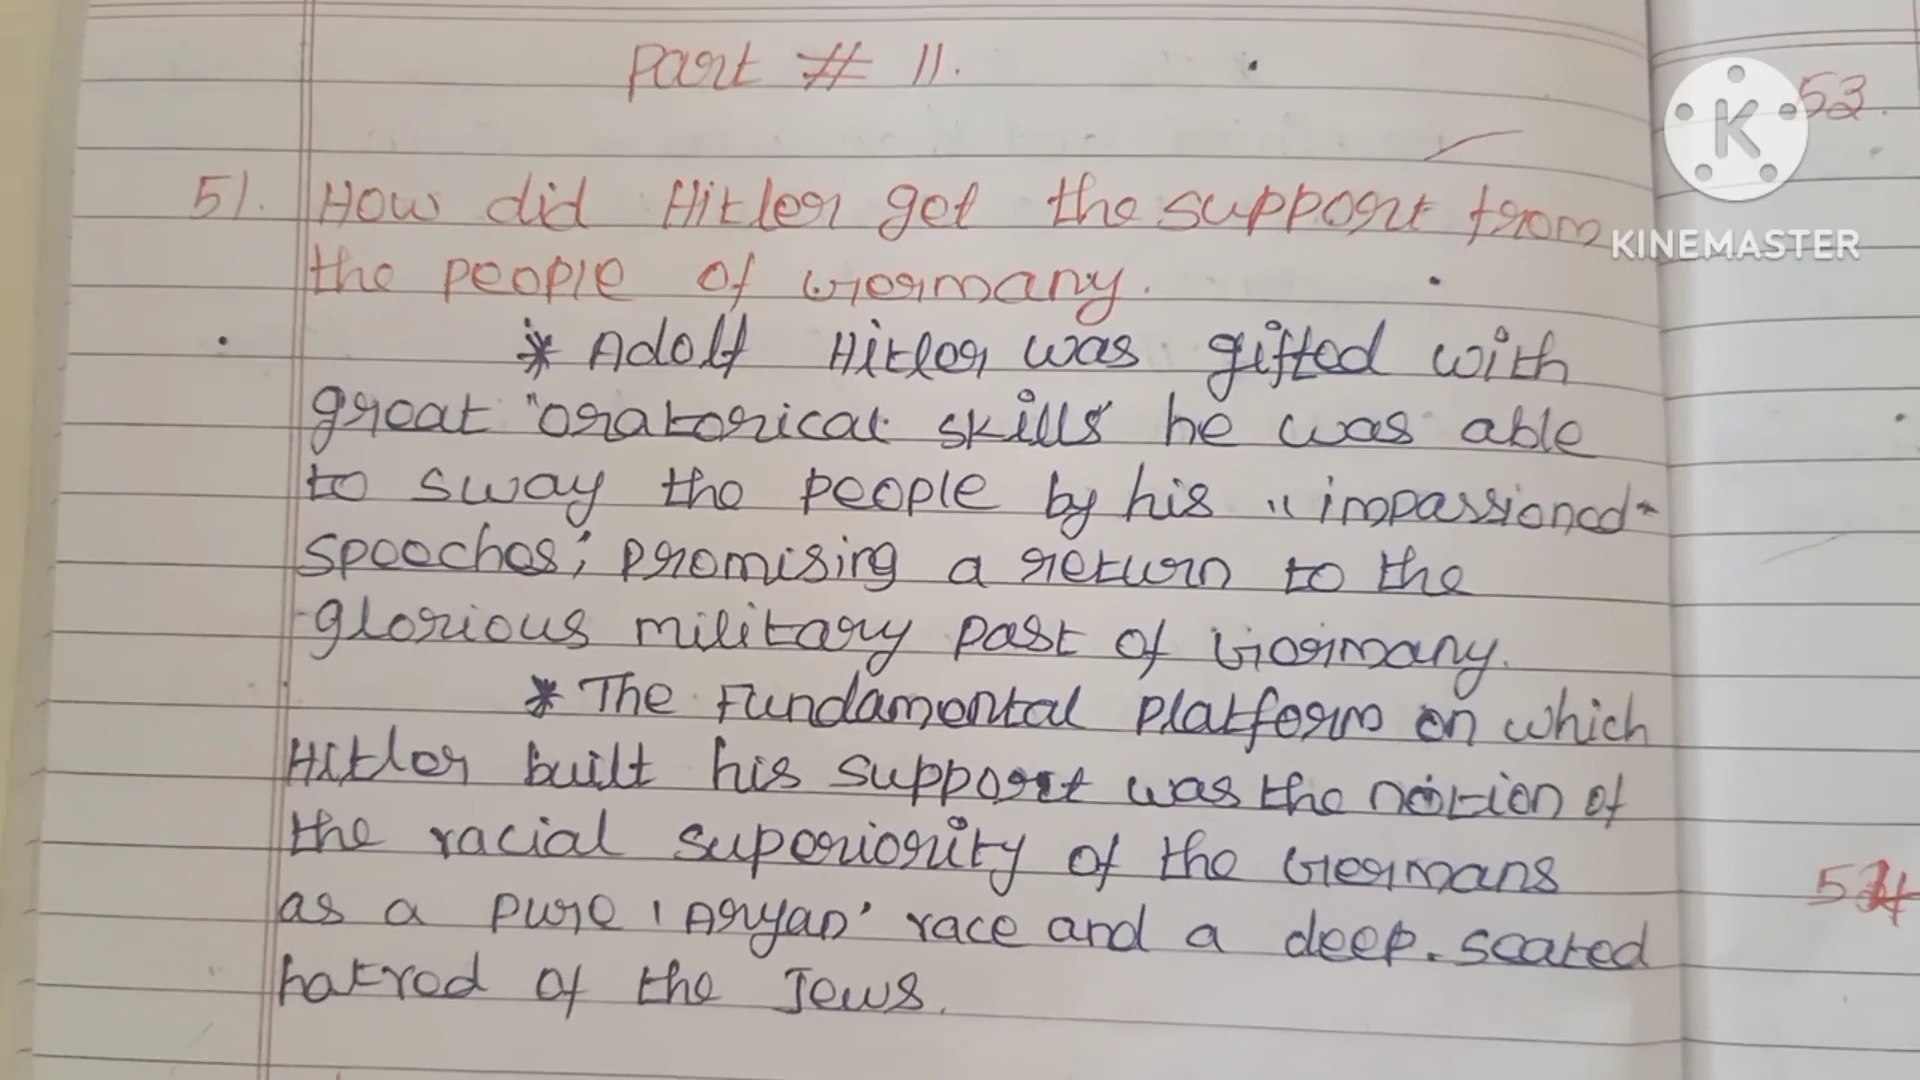 Part # 11.
53.
K
KINEMASTER
51. How did Hitler get the support from
the people of Germany.
* Adolf Hitler was gifted with
great "oratorical skills" he was able
to sway the people by his "impassioned"
speeches; promising a return to the
glorious military past of Germany.
* The Fundamental platform on which
Hitler built his support was the notion of
the racial superiority of the Germans
as a pure 'Aryan' race and a deep-seated
hatred of the Jews.
54